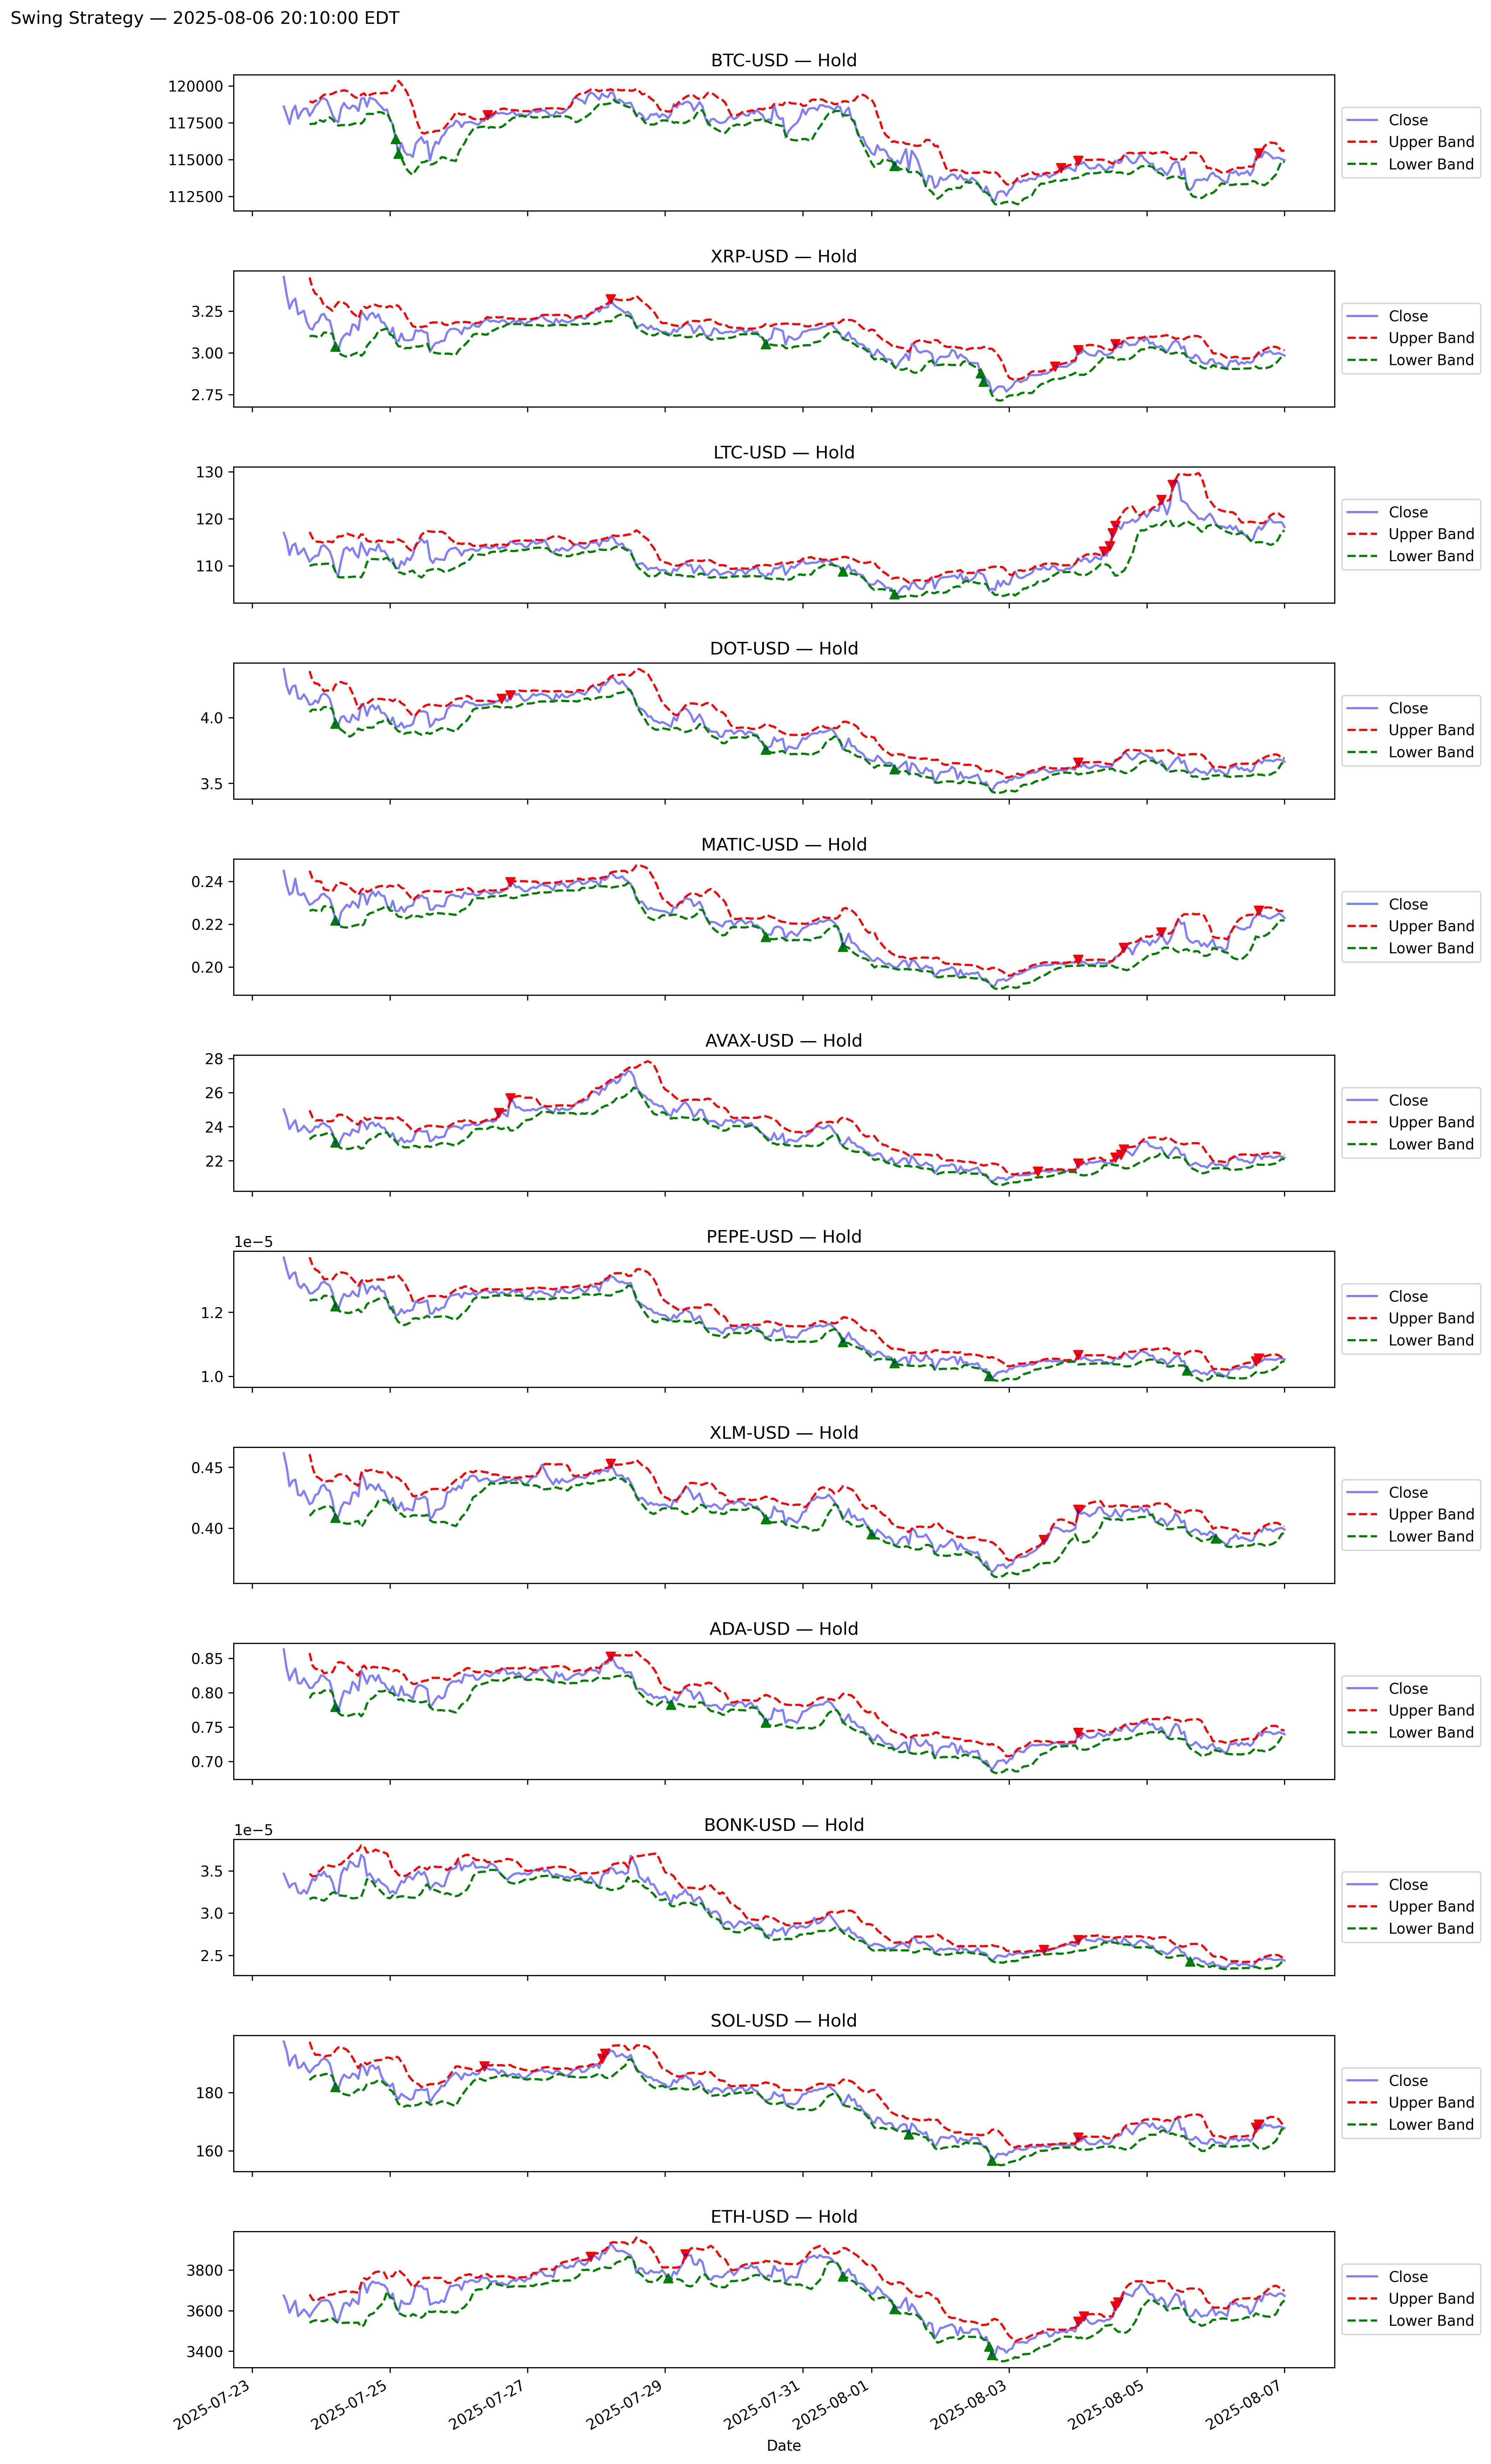 Swing Strategy — 2025-08-06 20:10:00 EDT
BTC-USD — Hold
120000
117500
115000
112500
Close
Upper Band
Lower Band
XRP-USD — Hold
3.25
3.00
2.75
Close
Upper Band
Lower Band
LTC-USD — Hold
130
120
110
Close
Upper Band
Lower Band
DOT-USD — Hold
4.0
3.5
Close
Upper Band
Lower Band
MATIC-USD — Hold
0.24
0.22
0.20
Close
Upper Band
Lower Band
AVAX-USD — Hold
28
26
24
22
Close
Upper Band
Lower Band
PEPE-USD — Hold
1e−5
1.2
1.0
Close
Upper Band
Lower Band
XLM-USD — Hold
0.45
0.40
Close
Upper Band
Lower Band
ADA-USD — Hold
0.85
0.80
0.75
0.70
Close
Upper Band
Lower Band
BONK-USD — Hold
1e−5
3.5
3.0
2.5
Close
Upper Band
Lower Band
SOL-USD — Hold
180
160
Close
Upper Band
Lower Band
ETH-USD — Hold
3800
3600
3400
Close
Upper Band
Lower Band
2025-07-23
2025-07-25
2025-07-27
2025-07-29
2025-07-31
2025-08-01
2025-08-03
2025-08-05
2025-08-07
Date